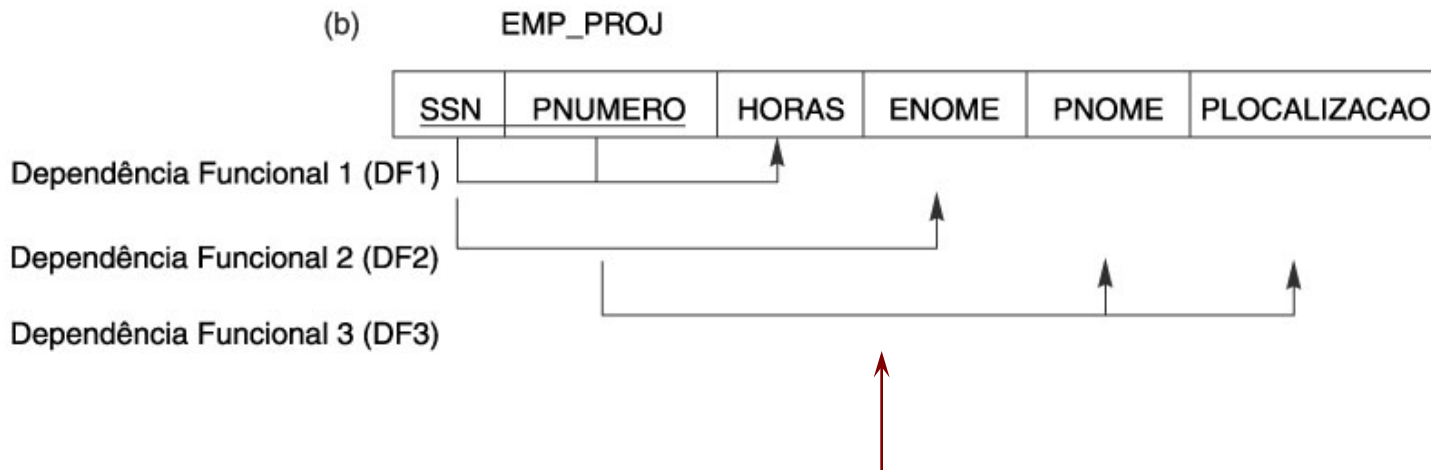 (b) EMP_PROJ
SSN PNUMERO HORAS ENOME PNOME PLOCALIZACAO
Dependência Funcional 1 (DF1)
Dependência Funcional 2 (DF2)
Dependência Funcional 3 (DF3)